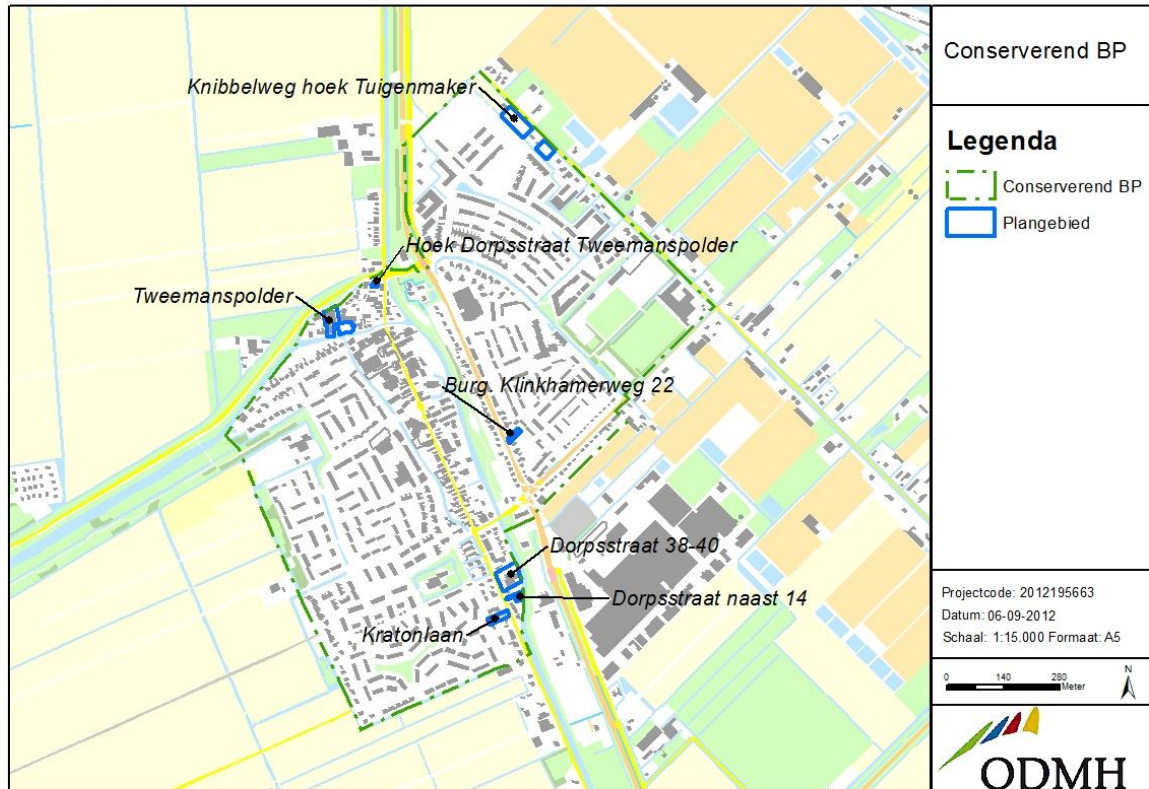 Knibbelweg hoek Tuigenmaker
Hoek Dorpsstraat Tweemanspolder
Tweemanspolder
Burg. Klinkhamerweg 22
Dorpsstraat 38-40
Dorpsstraat naast 14
Kratonlaan
Conserverend BP
Legenda
Conserverend BP
Plangebied
Projectcode: 2012195663
Datum: 06-09-2012
Schaal: 1:15.000 Formaat: A5
0 140 280
Meter
N
ODMH